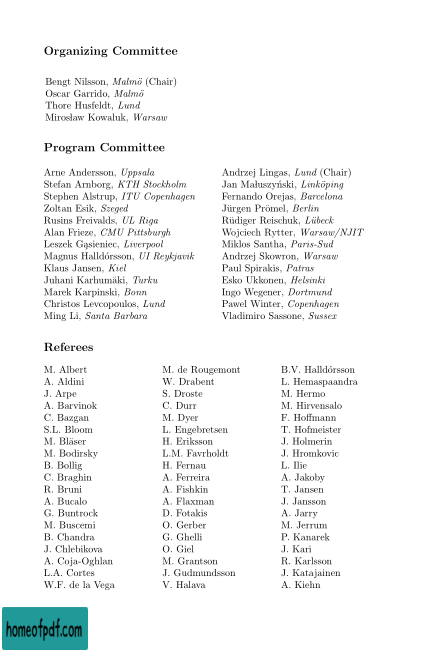 Organizing Committee
Bengt Nilsson, Malmö (Chair)
Oscar Garrido, Malmö
Thore Husfeldt, Lund
Mirosław Kowaluk, Warsaw
Program Committee
Arne Andersson, Uppsala
Stefan Arnborg, KTH Stockholm
Stephen Alstrup, ITU Copenhagen
Zoltan Esik, Szeged
Rusins Freivalds, UL Riga
Alan Frieze, CMU Pittsburgh
Leszek Gąsieniec, Liverpool
Magnus Halldórsson, UI Reykjavik
Klaus Jansen, Kiel
Juhani Karhumäki, Turku
Marek Karpinski, Bonn
Christos Levcopoulos, Lund
Ming Li, Santa Barbara
Andrzej Lingas, Lund (Chair)
Jan Małuszyński, Linköping
Fernando Orejas, Barcelona
Jürgen Prömel, Berlin
Rüdiger Reischuk, Lübeck
Wojciech Rytter, Warsaw/NJIT
Miklos Santha, Paris-Sud
Andrzej Skowron, Warsaw
Paul Spirakis, Patras
Esko Ukkonen, Helsinki
Ingo Wegener, Dortmund
Pawel Winter, Copenhagen
Vladimiro Sassone, Sussex
Referees
M. Albert
A. Aldini
J. Arpe
A. Barvinok
C. Bazgan
S.L. Bloom
M. Bläser
M. Bodirsky
B. Bollig
C. Braghin
R. Bruni
A. Bucalo
G. Buntrock
M. Buscemi
B. Chandra
J. Chlebikova
A. Coja-Oghlan
L.A. Cortes
W.F. de la Vega
M. de Rougemont
W. Drabent
S. Droste
C. Durr
M. Dyer
L. Engebretsen
H. Eriksson
L.M. Favrholdt
H. Fernau
A. Ferreira
A. Fishkin
A. Flaxman
D. Fotakis
O. Gerber
G. Ghelli
O. Giel
M. Grantson
J. Gudmundsson
V. Halava
B.V. Halldórsson
L. Hemaspaandra
M. Hermo
M. Hirvensalo
F. Hoffmann
T. Hofmeister
J. Holmerin
J. Hromkovic
L. Ilie
A. Jakoby
T. Jansen
J. Jansson
A. Jarry
M. Jerrum
P. Kanarek
J. Kari
R. Karlsson
J. Katajainen
A. Kiehn
homeofpdf.com